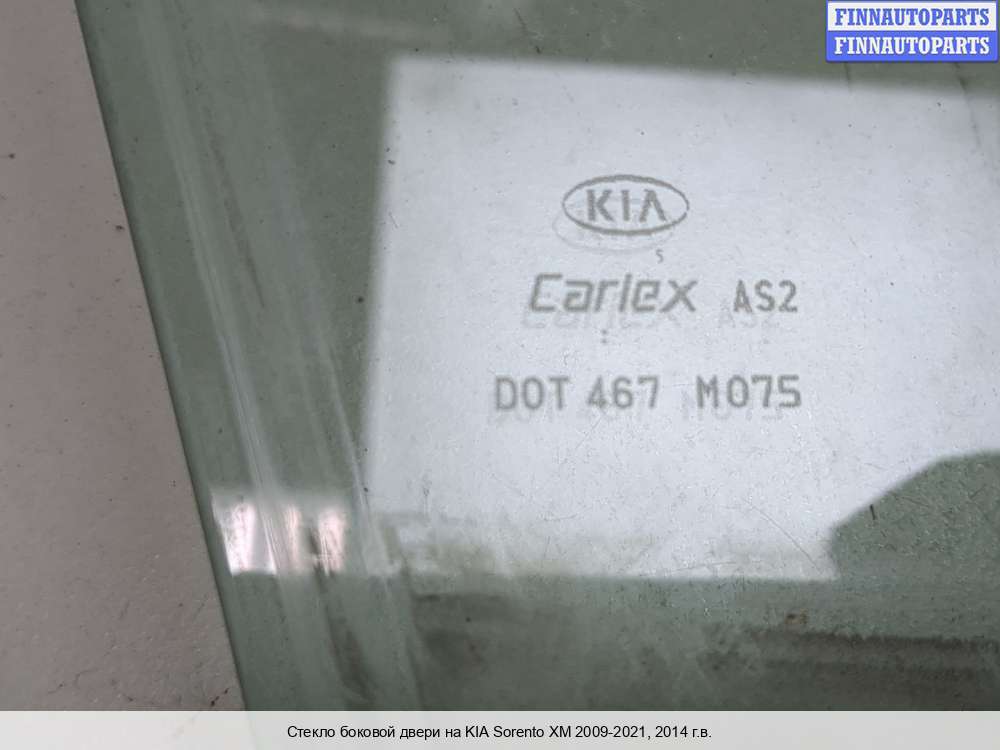 FINNAUTOPARTS
FINNAUTOPARTS
KIA
S
Carlex AS2
DOT 467 M075
Стекло боковой двери на KIA Sorento XM 2009-2021, 2014 г.в.